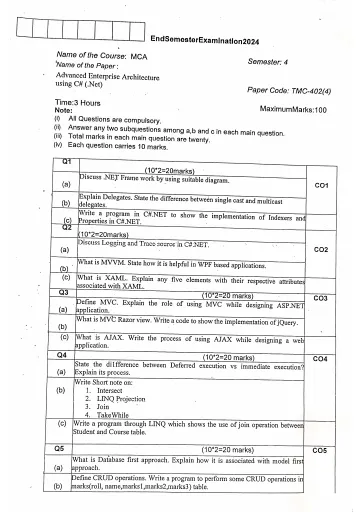 EndSemesterExamination2024
Name of the Course: MCA
Semester: 4
Name of the Paper:
Advanced Enterprise Architecture
using C# (.Net)
Paper Code: TMC-402(4)
Time:3 Hours
MaximumMarks:100
Note:
(i) All Questions are compulsory.
(ii) Answer any two subquestions among a,b and c in each main question.
(iii) Total marks in each main question are twenty.
(iv) Each question carries 10 marks.
Q1
(10*2=20marks)
CO1
(a) Discuss .NET Frame work by using suitable diagram.
Explain Delegates. State the difference between single cast and multicast
(b) delegates.
Write a program in C#.NET to show the implementation of Indexers and
(c) Properties in C#.NET.
Q2
(10*2=20marks)
CO2
(a) Discuss Logging and Trace source in C#.NET.
What is MVVM. State how it is helpful in WPF based applications.
(b)
(c) What is XAML. Explain any five elements with their respective attributes
associated with XAML.
Q3
(10*2=20 marks)
CO3
Define MVC. Explain the role of using MVC while designing ASP.NET
(a) application.
What is MVC Razor view. Write a code to show the implementation of jQuery.
(b)
(c) What is AJAX. Write the process of using AJAX while designing a web
application.
Q4
(10*2=20 marks)
CO4
State the di1fference between Deferred execution vs immediate execution?
(a) Explain its process.
Write Short note on:
(b) 1. Intersect
2. LINQ Projection
3. Join
4. TakeWhile
(c) Write a program through LINQ which shows the use of join operation between
Student and Course table.
Q5
(10*2=20 marks)
CO5
What is Database first approach. Explain how it is associated with model first
(a) approach.
Define CRUD operations. Write a program to perform some CRUD operations in
(b) marks(roll, name,marks1,marks2,marks3) table.